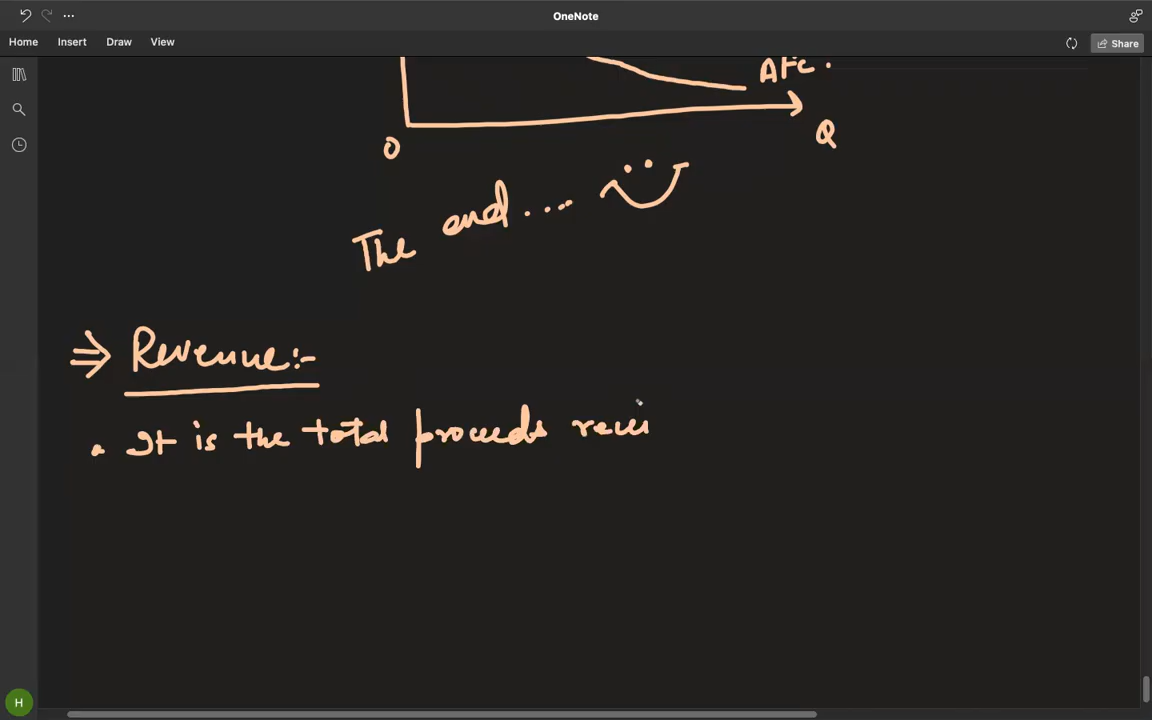 OneNote
Home Insert Draw View
Share
AFC.
O
Q
The end....
⇒ Revenue:-
. It is the total proceeds
H